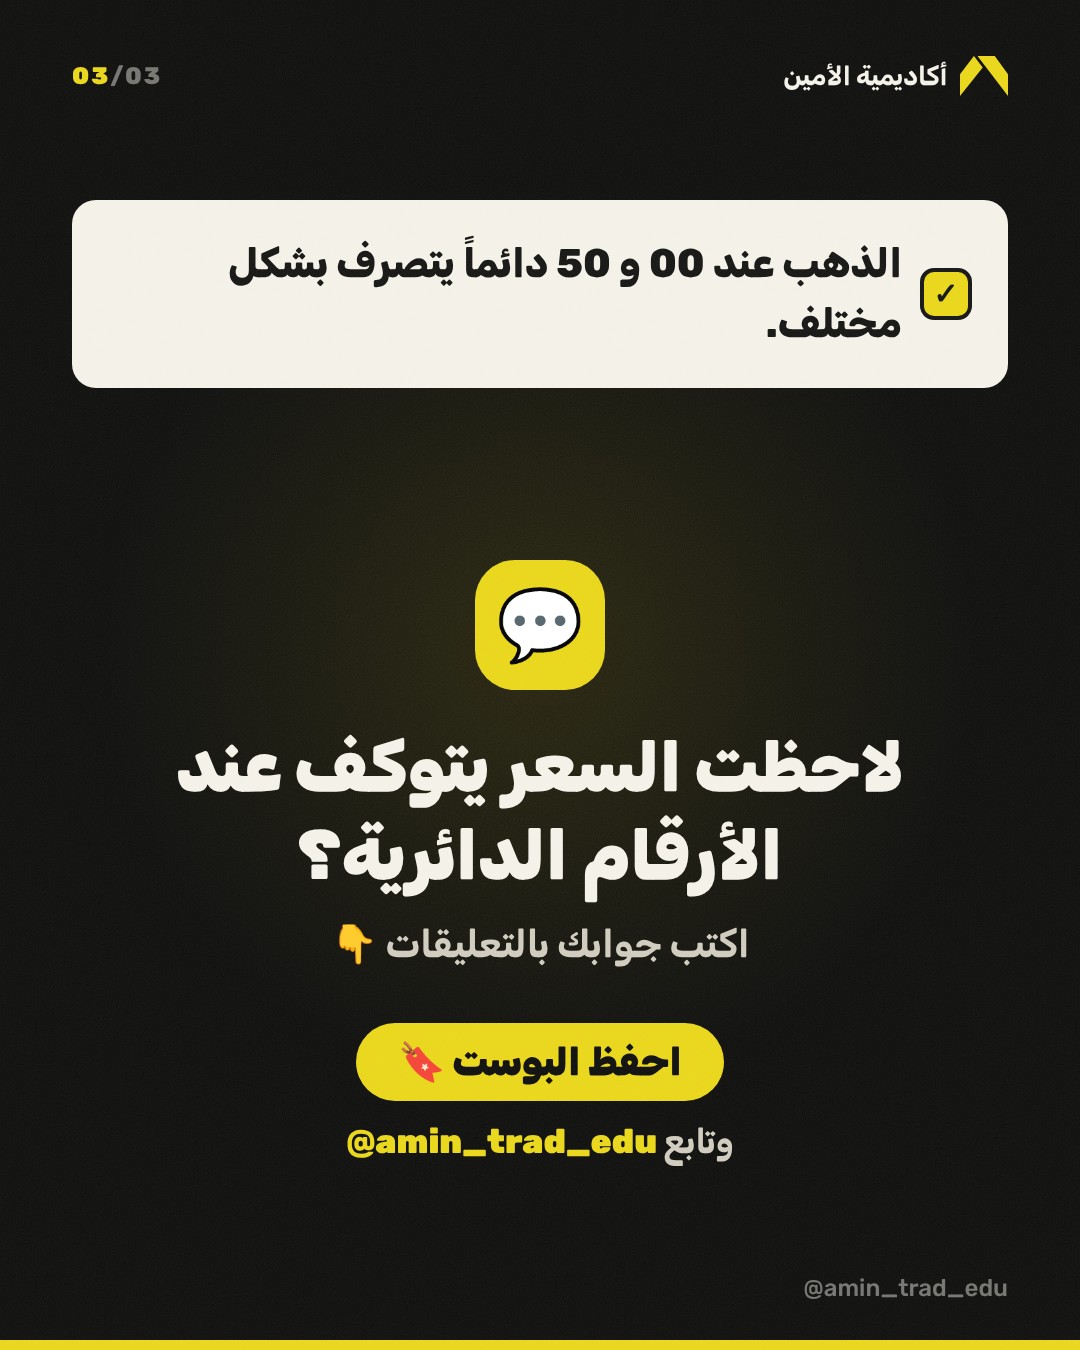 أكاديمية الأمين
03/03
الذهب عند 00 و 50 دائماً يتصرف بشكل
مختلف.
لاحظت السعر يتوكف عند
الأرقام الدائرية؟
اكتب جوابك بالتعليقات 👇
احفظ البوست 🔖
وتابع @amin_trad_edu
@amin_trad_edu